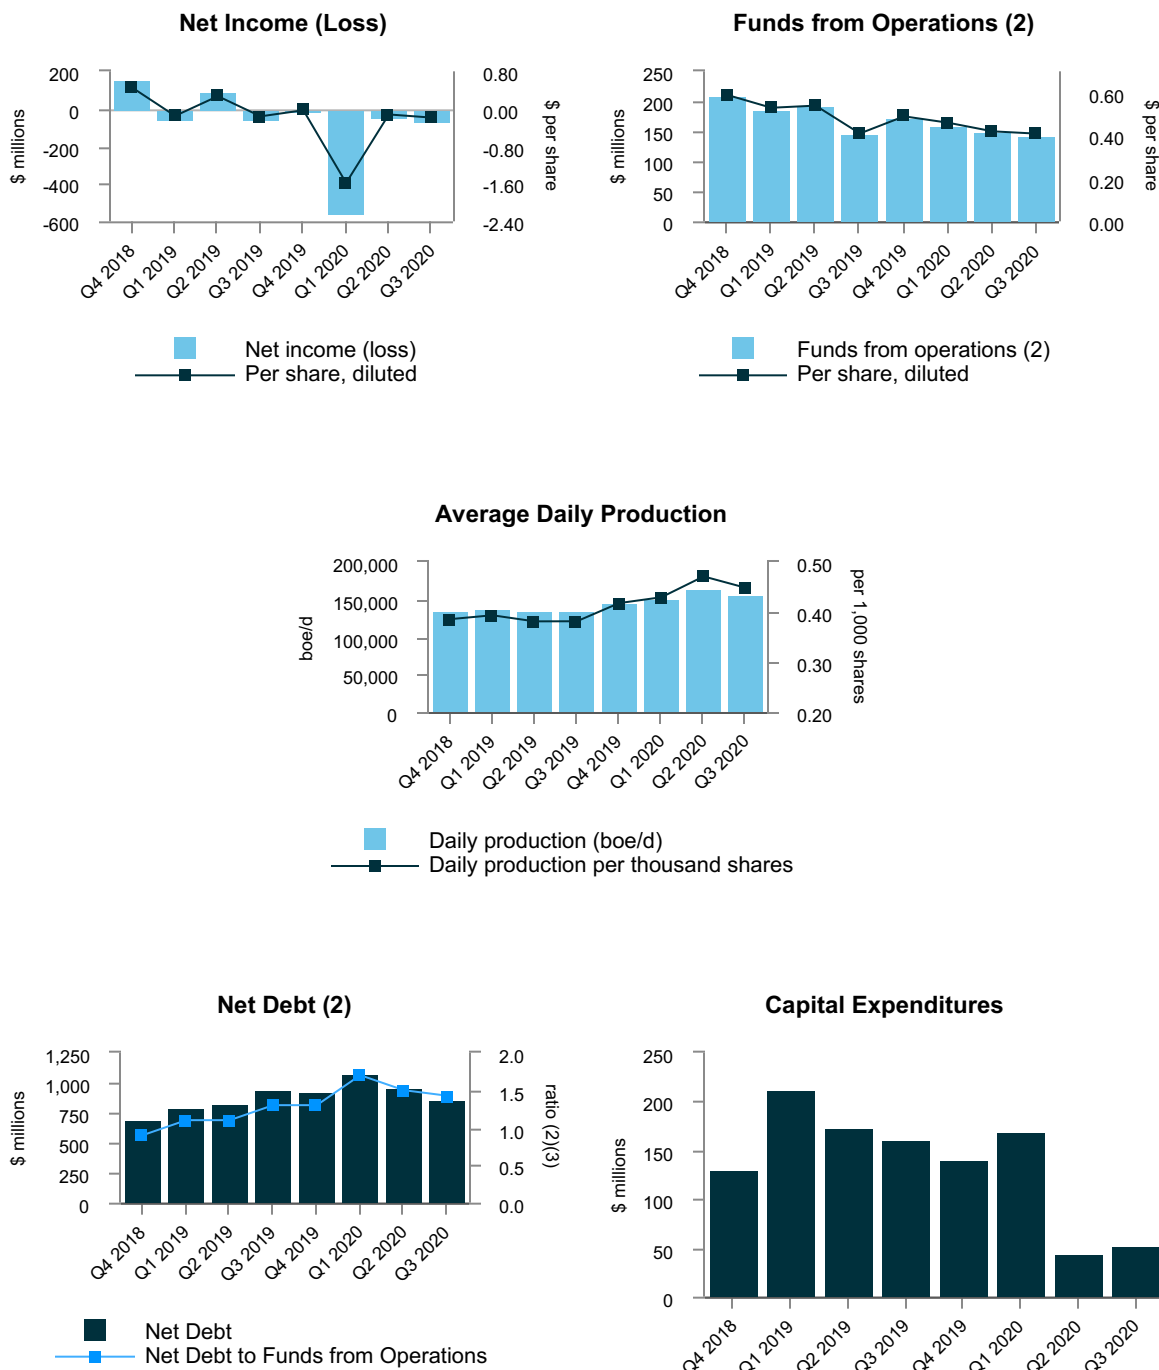 Net Income (Loss)
$ millions
200
0
-200
-400
-600
0.80
0.00
-0.80
-1.60
-2.40
$ per share
Q4 2018
Q1 2019
Q2 2019
Q3 2019
Q4 2019
Q1 2020
Q2 2020
Q3 2020
Net income (loss)
Per share, diluted
Funds from Operations (2)
$ millions
250
200
150
100
50
0
0.60
0.40
0.20
0.00
$ per share
Q4 2018
Q1 2019
Q2 2019
Q3 2019
Q4 2019
Q1 2020
Q2 2020
Q3 2020
Funds from operations (2)
Per share, diluted
Average Daily Production
boe/d
200,000
150,000
100,000
50,000
0
0.50
0.40
0.30
0.20
per 1,000 shares
Q4 2018
Q1 2019
Q2 2019
Q3 2019
Q4 2019
Q1 2020
Q2 2020
Q3 2020
Daily production (boe/d)
Daily production per thousand shares
Net Debt (2)
$ millions
1,250
1,000
750
500
250
0
2.0
1.5
1.0
0.5
0.0
ratio (2)(3)
Q4 2018
Q1 2019
Q2 2019
Q3 2019
Q4 2019
Q1 2020
Q2 2020
Q3 2020
Net Debt
Net Debt to Funds from Operations
Capital Expenditures
$ millions
250
200
150
100
50
0
Q4 2018
Q1 2019
Q2 2019
Q3 2019
Q4 2019
Q1 2020
Q2 2020
Q3 2020